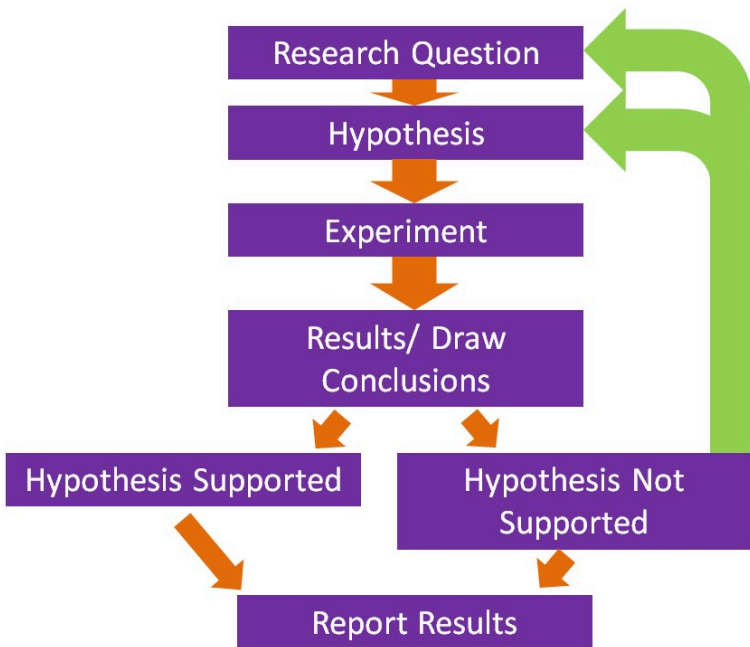 Research Question
Hypothesis
Experiment
Results/ Draw
Conclusions
Hypothesis Supported
Hypothesis Not
Supported
Report Results